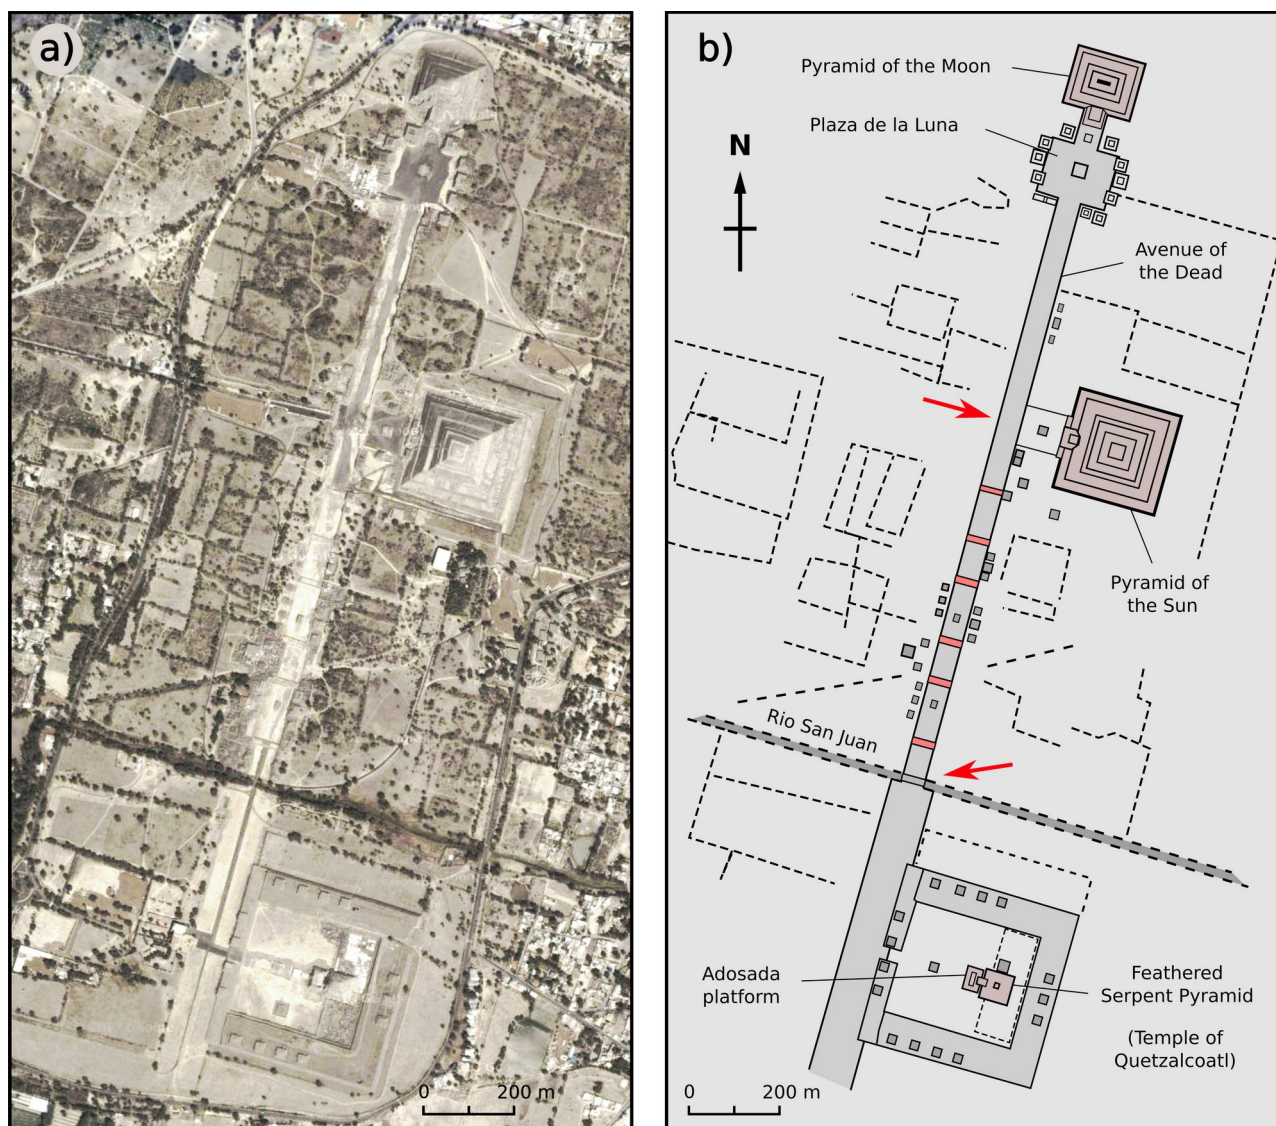 a)
0 200 m
b)
Pyramid of the Moon
Plaza de la Luna
N
Avenue of
the Dead
Pyramid of
the Sun
Rio San Juan
Adosada
platform
Feathered
Serpent Pyramid
(Temple of
Quetzalcoatl)
0 200 m